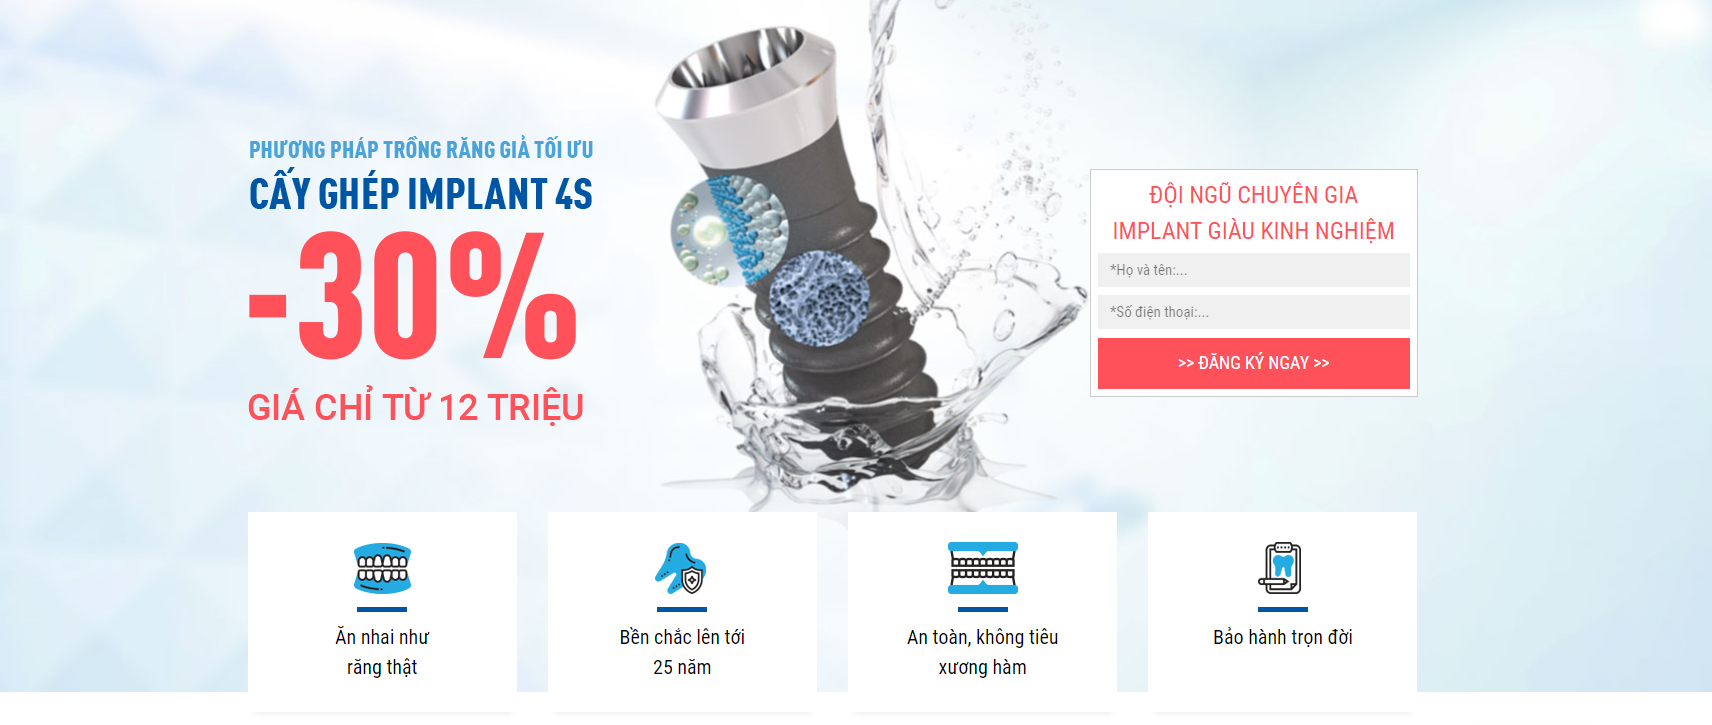 PHƯƠNG PHÁP TRỒNG RĂNG GIẢ TỐI ƯU
CẤY GHÉP IMPLANT 4S
-30%
GIÁ CHỈ TỪ 12 TRIỆU
ĐỘI NGŨ CHUYÊN GIA
IMPLANT GIÀU KINH NGHIỆM
*Họ và tên:...
*Số điện thoại:...
>> ĐĂNG KÝ NGAY >>
Ăn nhai như
răng thật
Bền chắc lên tới
25 năm
An toàn, không tiêu
xương hàm
Bảo hành trọn đời